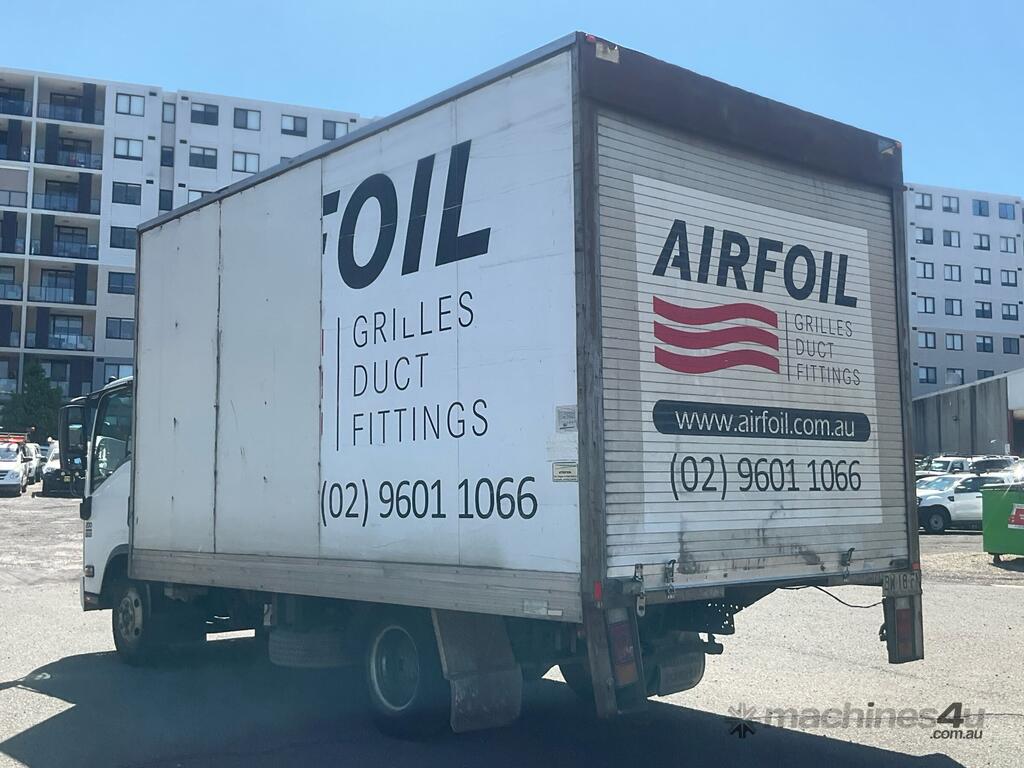 FOIL
GRILLES
DUCT
FITTINGS
(02) 9601 1066
AIRFOIL
GRILLES
DUCT
FITTINGS
www.airfoil.com.au
(02) 9601 1066
machines4u
.com.au